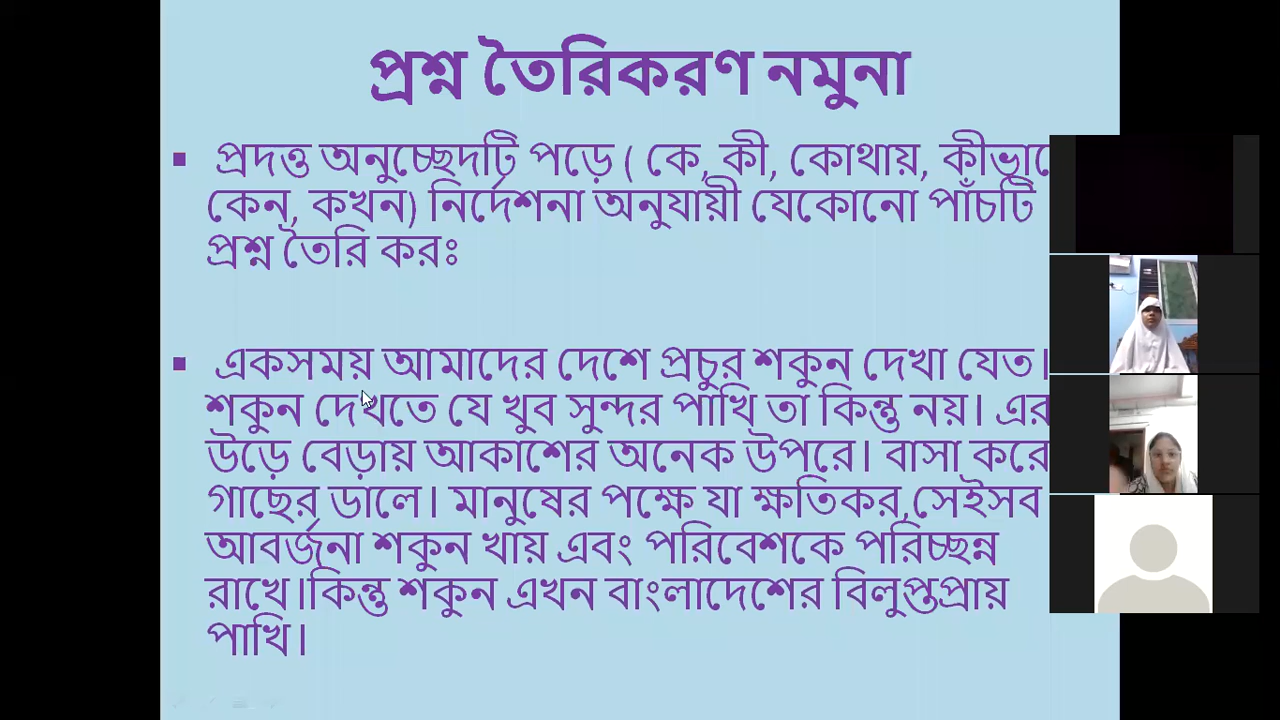 প্রশ্ন তৈরিকরণ নমুনা
প্রদত্ত অনুচ্ছেদটি পড়ে ( কে, কী, কোথায়,
কেন, কখন) নির্দেশনা অনুযায়ী যেকোনো পাঁচটি
প্রশ্ন তৈরি করঃ
একসময় আমাদের দেশে প্রচুর শকুন দেখা যেত।
শকুন দেখতে যে খুব সুন্দর পাখি তা কিন্তু নয়।
উড়ে বেড়ায় আকাশের অনেক উপরে। বাসা করে
গাছের ডালে। মানুষের পক্ষে যা ক্ষতিকর,সেইসব
আবর্জনা শকুন খায় এবং পরিবেশকে পরিচ্ছন্ন
রাখে।কিন্তু শকুন এখন বাংলাদেশের বিলুপ্তপ্রায়
পাখি।